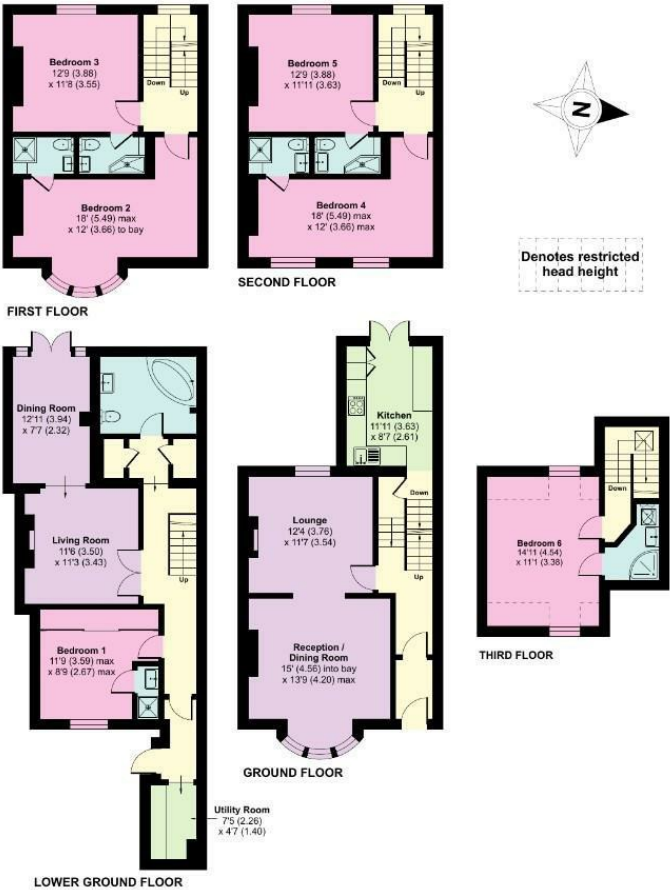 Bedroom 3
12'9 (3.88)
x 11'8 (3.55)
Down
Up
Bedroom 2
18' (5.49) max
x 12' (3.66) to bay
FIRST FLOOR
Bedroom 5
12'9 (3.88)
x 11'11 (3.63)
Down
Up
Bedroom 4
18' (5.49) max
x 12' (3.66) max
SECOND FLOOR
N
Denotes restricted
head height
Dining Room
12'11 (3.94)
x 7'7 (2.32)
Living Room
11'6 (3.50)
x 11'3 (3.43)
Up
Bedroom 1
11'9 (3.59) max
x 8'9 (2.67) max
Utility Room
7'5 (2.26)
x 4'7 (1.40)
LOWER GROUND FLOOR
Kitchen
11'11 (3.63)
x 8'7 (2.61)
Down
Lounge
12'4 (3.76)
x 11'7 (3.54)
Up
Reception /
Dining Room
15' (4.56) into bay
x 13'9 (4.20) max
GROUND FLOOR
Down
Bedroom 6
14'11 (4.54)
x 11'1 (3.38)
THIRD FLOOR